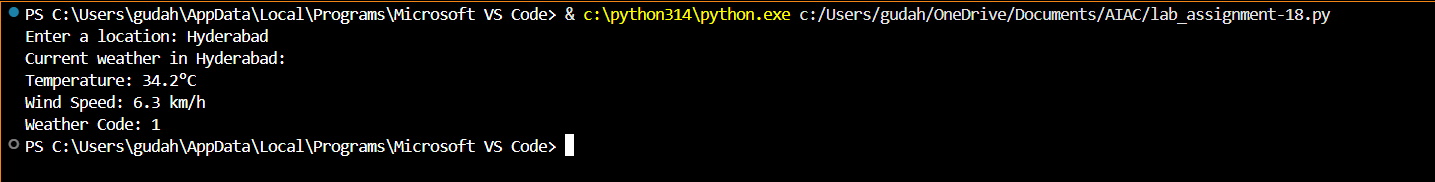 PS C:\Users\gudah\AppData\Local\Programs\Microsoft VS Code> & c:\python314\python.exe c:/Users/gudah/OneDrive/Documents/AIAC/lab_assignment-18.py
Enter a location: Hyderabad
Current weather in Hyderabad:
Temperature: 34.2°C
Wind Speed: 6.3 km/h
Weather Code: 1
PS C:\Users\gudah\AppData\Local\Programs\Microsoft VS Code>